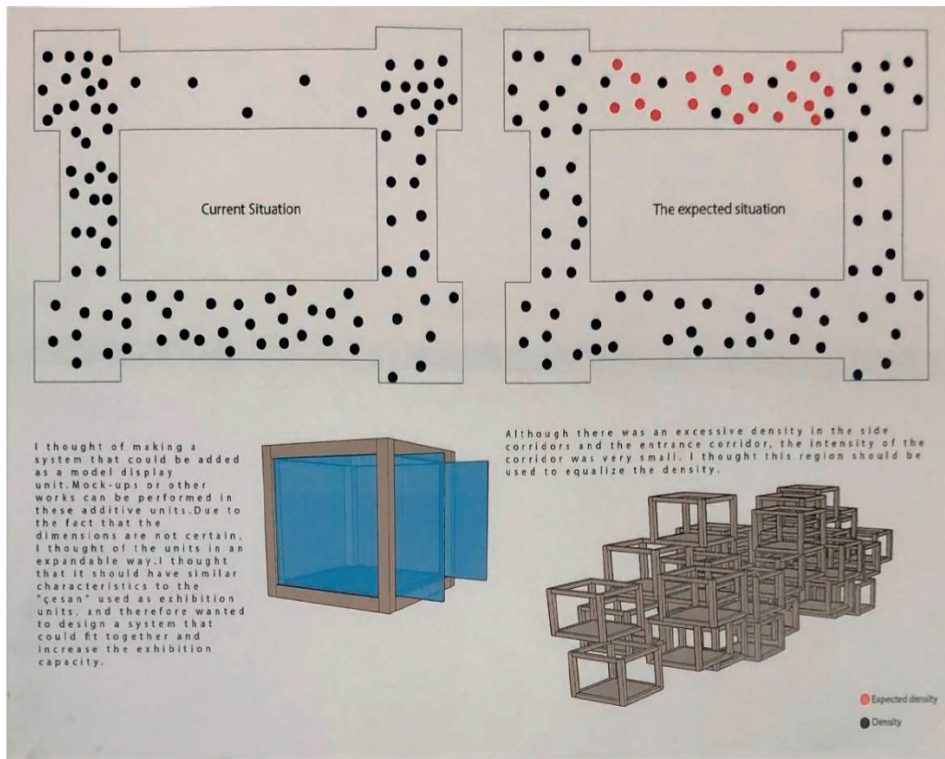 Current Situation
The expected situation
I thought of making a
system that could be added
as a model display
unit.Mock-ups or other
works can be performed in
these additive units.Due to
the fact that the
dimensions are not certain,
I thought of the units in an
expandable way.I thought
that it should have similar
characteristics to the
"çesan" used as exhibition
units, and therefore wanted
to design a system that
could fit together and
increase the exhibition
capacity.
Although there was an excessive density in the side
corridors and the entrance corridor, the intensity of the
corridor was very small. I thought this region should be
used to equalize the density.
Expected density
Density